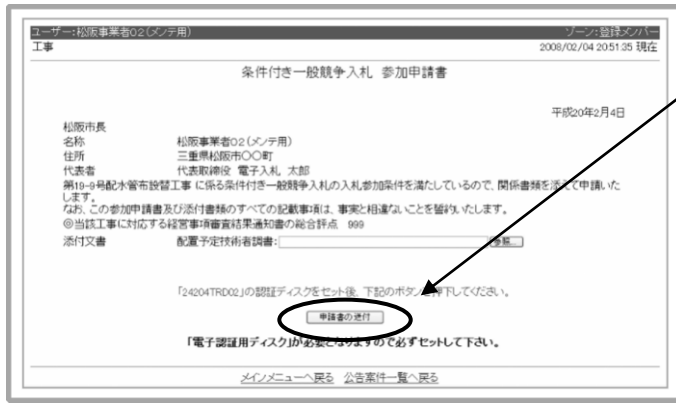 ユーザー:松阪事業者02(メンテ用) ゾーン:登録メンバー
工事 2008/02/04 20:51:35 現在
条件付き一般競争入札 参加申請書
平成20年2月4日
松阪市長
名称 松阪事業者02(メンテ用)
住所 三重県松阪市〇〇町
代表者 代表取締役 電子入札 太郎
第19-9号配水管布設替工事 に係る条件付き一般競争入札の入札参加条件を満たしているので、関係書類を添えて申請いた
します。
なお、この参加申請書及び添付書類のすべての記載事項は、事実と相違ないことを誓約いたします。
◎当該工事に対応する経営事項審査結果通知書の総合評点 999
添付文書 配置予定技術者調書: 参照...
「24204TRD02」の認証ディスクをセット後、下記のボタンを押下してください。
申請書の送付
「電子認証用ディスク」が必要となりますので必ずセットして下さい。
メインメニューへ戻る 公告案件一覧へ戻る